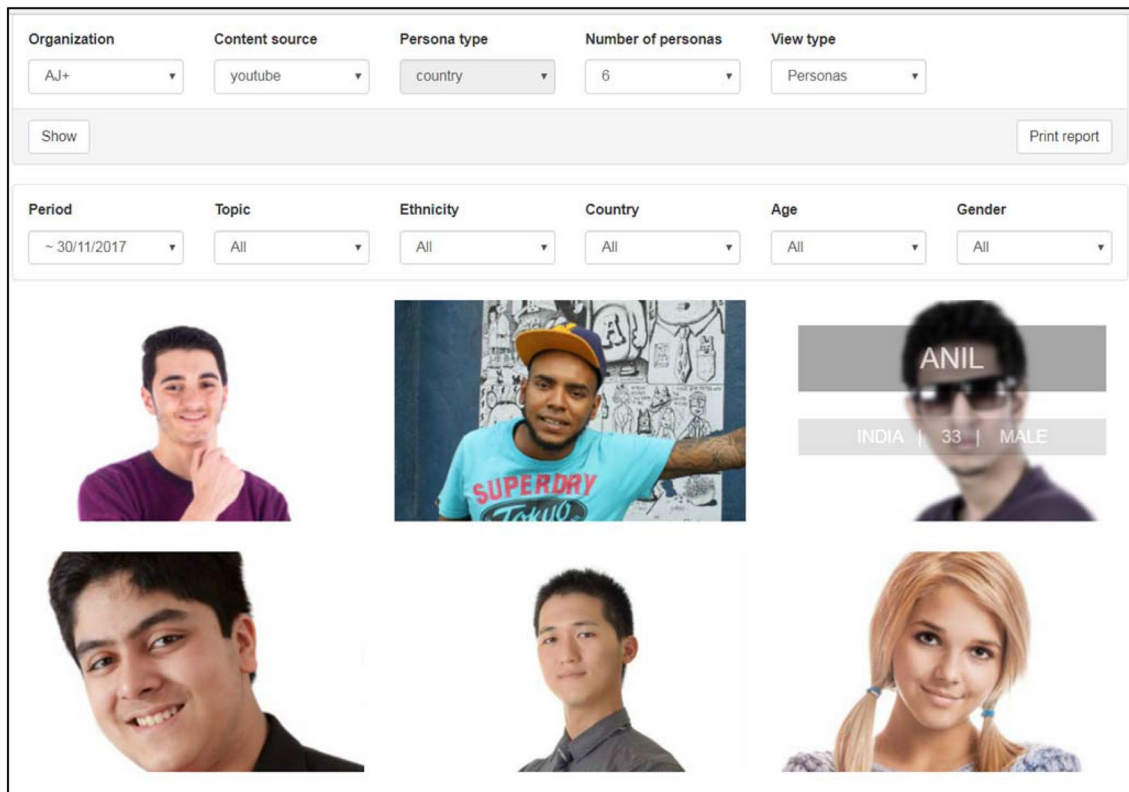 Organization Content source Persona type Number of personas View type
AJ+ youtube country 6 Personas
Show Print report
Period Topic Ethnicity Country Age Gender
~ 30/11/2017 All All All All All
ANIL
INDIA | 33 | MALE
SUPERDRY
Tokyo